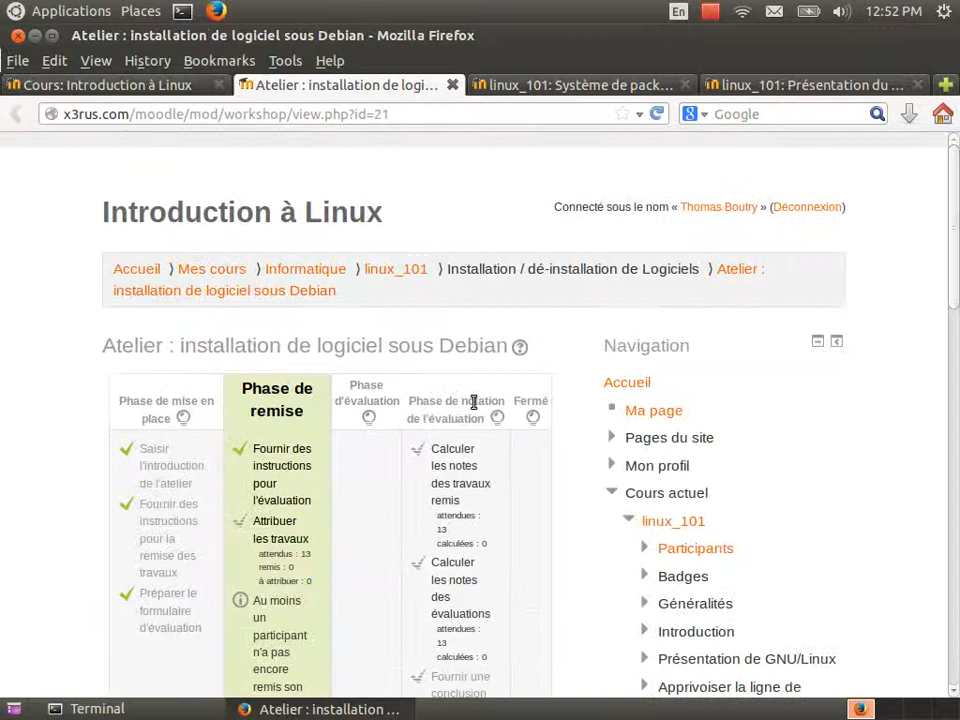 Applications Places En 12:52 PM
Atelier : installation de logiciel sous Debian - Mozilla Firefox
File Edit View History Bookmarks Tools Help
Cours: Introduction à Linux Atelier : installation de logi... linux_101: Système de pack... linux_101: Présentation du ...
x3rus.com/moodle/mod/workshop/view.php?id=21 Google
Introduction à Linux
Connecté sous le nom « Thomas Boutry » (Déconnexion)
Accueil ⟩ Mes cours ⟩ Informatique ⟩ linux_101 ⟩ Installation / dé-installation de Logiciels ⟩ Atelier :
installation de logiciel sous Debian
Atelier : installation de logiciel sous Debian
Phase de mise en
place
Phase de
remise
Phase
d'évaluation
Phase de notation
de l'évaluation
Fermé
Saisir
l'introduction
de l'atelier
Fournir des
instructions
pour la
remise des
travaux
Préparer le
formulaire
d'évaluation
Fournir des
instructions
pour
l'évaluation
Attribuer
les travaux
attendus : 13
remis : 0
à attribuer : 0
Au moins
un
participant
n'a pas
encore
remis son
Calculer
les notes
des travaux
remis
attendues :
13
calculées : 0
Calculer
les notes
des
évaluations
attendues :
13
calculées : 0
Fournir une
conclusion
Navigation
Accueil
Ma page
Pages du site
Mon profil
Cours actuel
linux_101
Participants
Badges
Généralités
Introduction
Présentation de GNU/Linux
Apprivoiser la ligne de
Terminal Atelier : installation ...